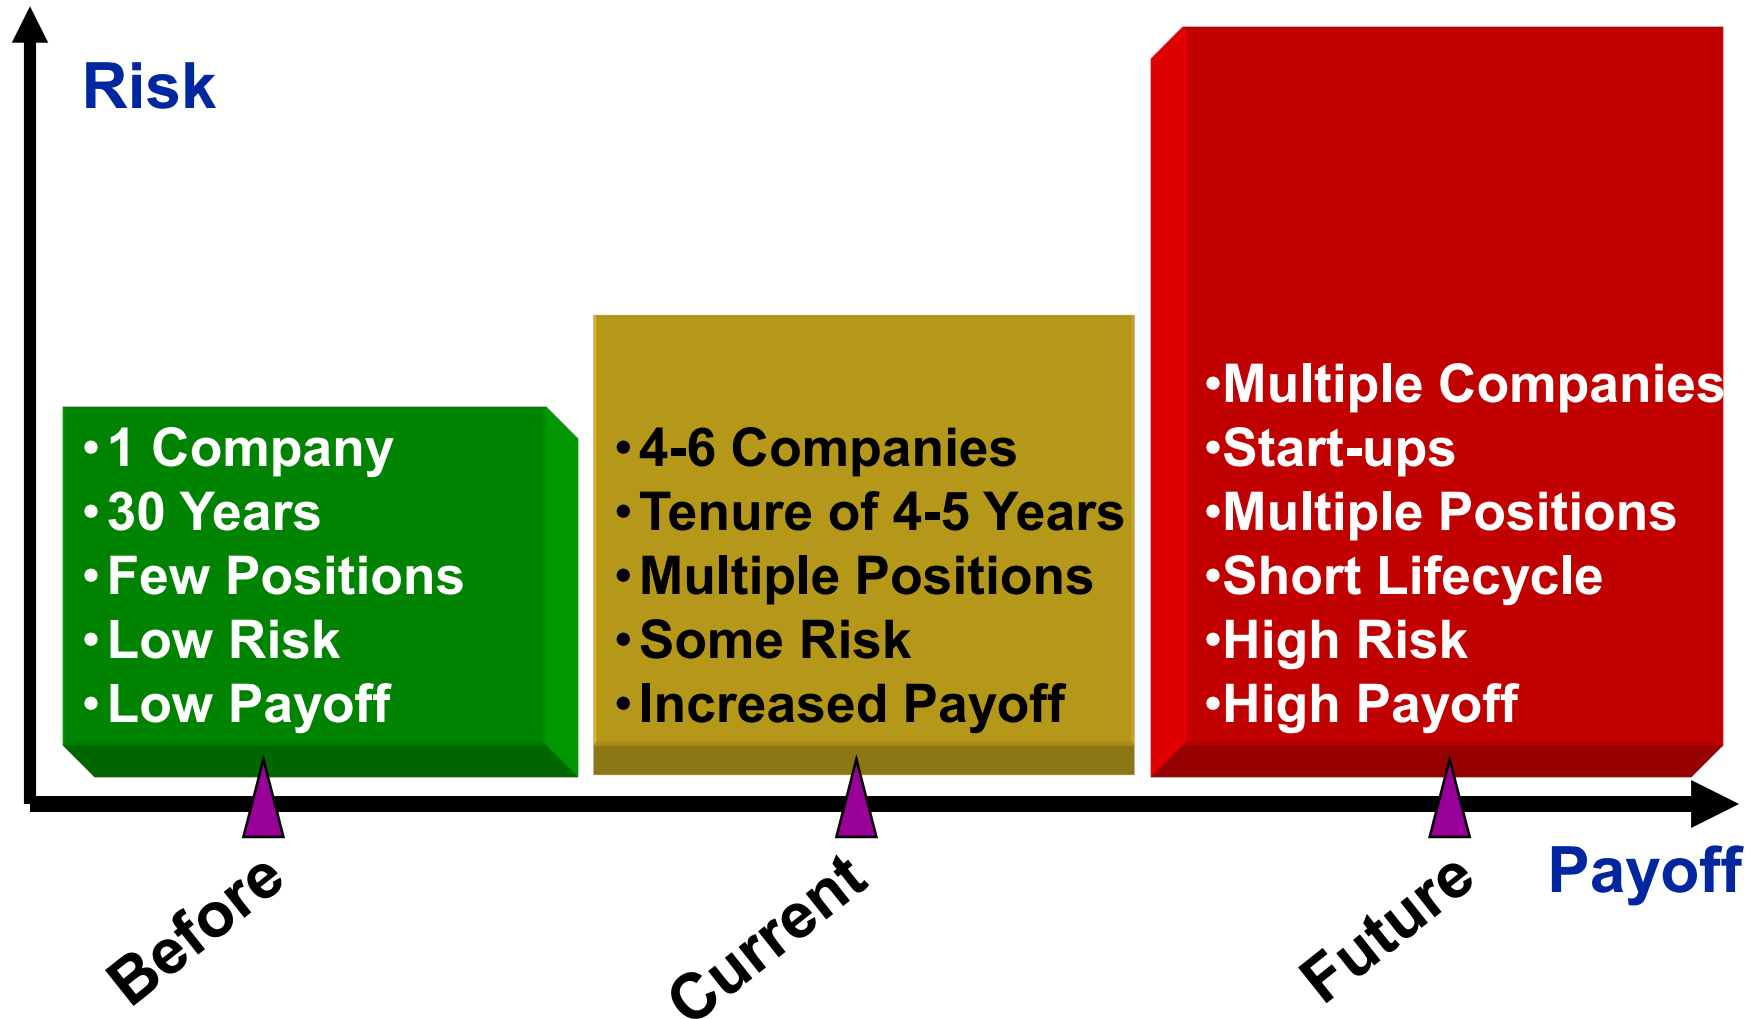 Risk
•1 Company
•30 Years
•Few Positions
•Low Risk
•Low Payoff
•4-6 Companies
•Tenure of 4-5 Years
•Multiple Positions
•Some Risk
•Increased Payoff
•Multiple Companies
•Start-ups
•Multiple Positions
•Short Lifecycle
•High Risk
•High Payoff
Before
Current
Future
Payoff